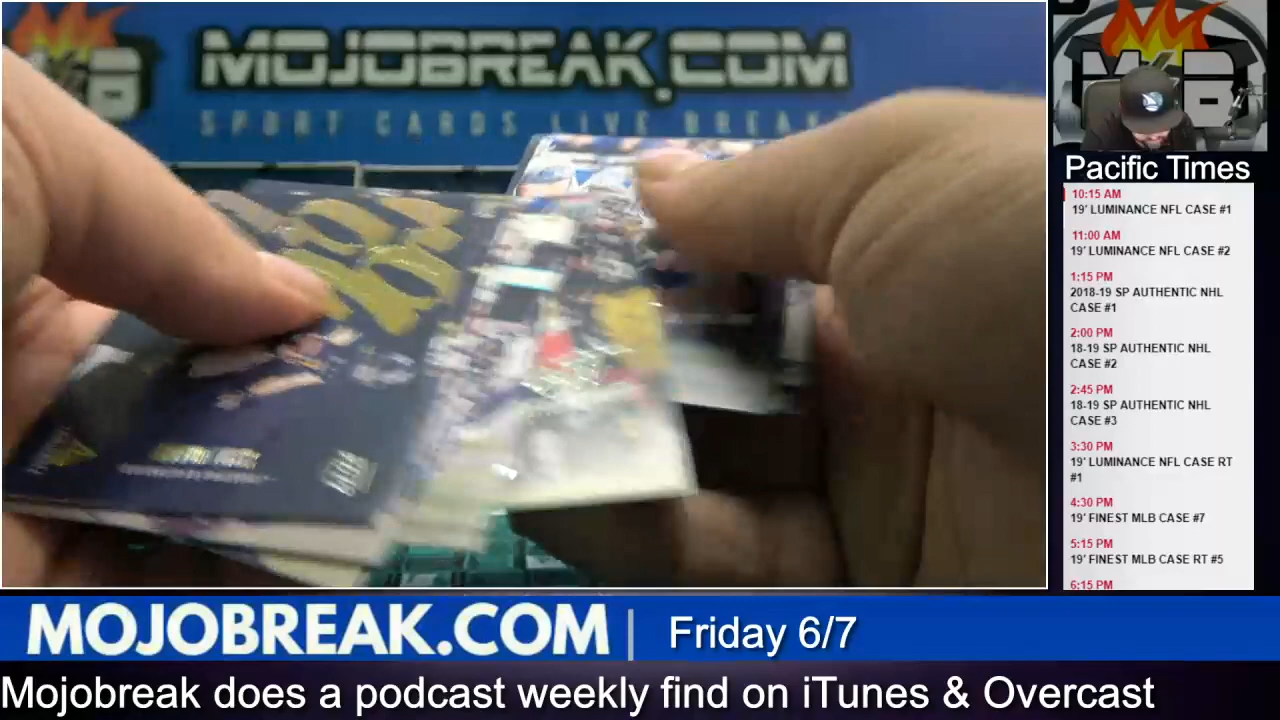 MOJOBREAK.COM
SPORT CARDS LIVE BREAKS
Pacific Times
10:15 AM
19' LUMINANCE NFL CASE #1
11:00 AM
19' LUMINANCE NFL CASE #2
1:15 PM
2018-19 SP AUTHENTIC NHL
CASE #1
2:00 PM
18-19 SP AUTHENTIC NHL
CASE #2
2:45 PM
18-19 SP AUTHENTIC NHL
CASE #3
3:30 PM
19' LUMINANCE NFL CASE RT
#1
4:30 PM
19' FINEST MLB CASE #7
5:15 PM
19' FINEST MLB CASE RT #5
6:15 PM
MOJOBREAK.COM | Friday 6/7
Mojobreak does a podcast weekly find on iTunes & Overcast